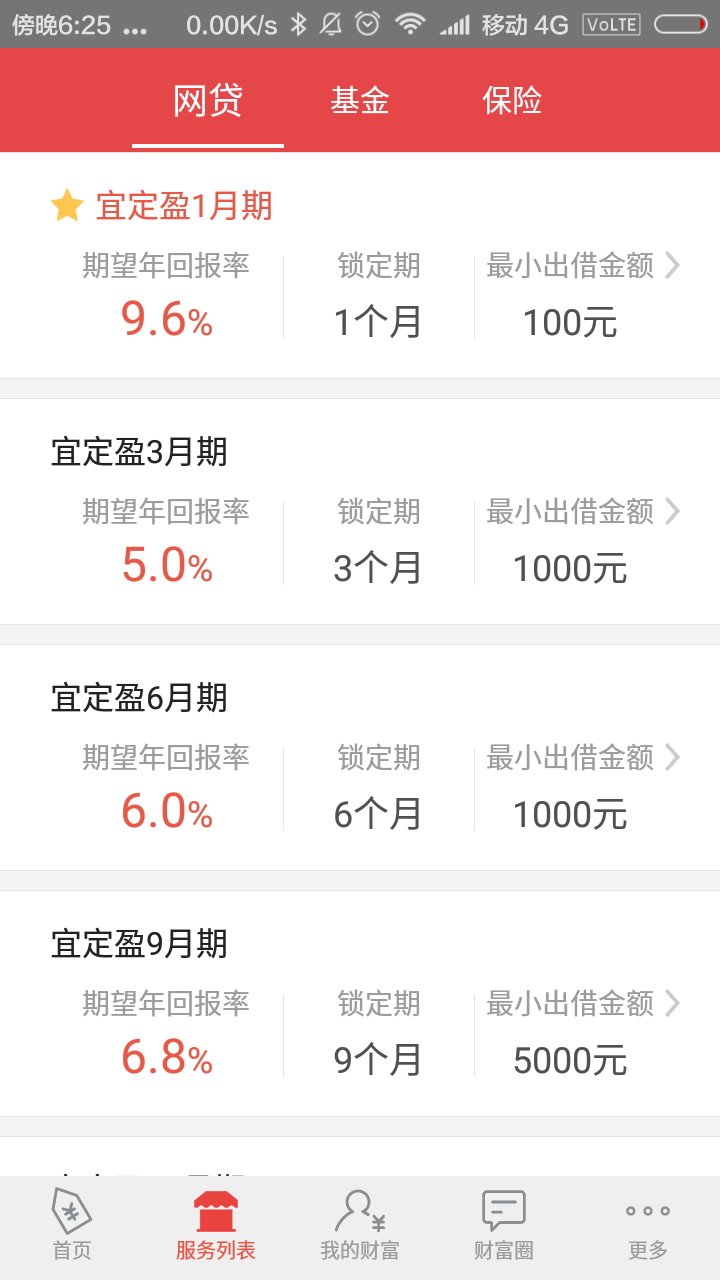 傍晚6:25 ... 0.00K/s 移动 4G VoLTE
网贷 基金 保险
宜定盈1月期
期望年回报率 锁定期 最小出借金额
9.6% 1个月 100元
宜定盈3月期
期望年回报率 锁定期 最小出借金额
5.0% 3个月 1000元
宜定盈6月期
期望年回报率 锁定期 最小出借金额
6.0% 6个月 1000元
宜定盈9月期
期望年回报率 锁定期 最小出借金额
6.8% 9个月 5000元
首页 服务列表 我的财富 财富圈 更多